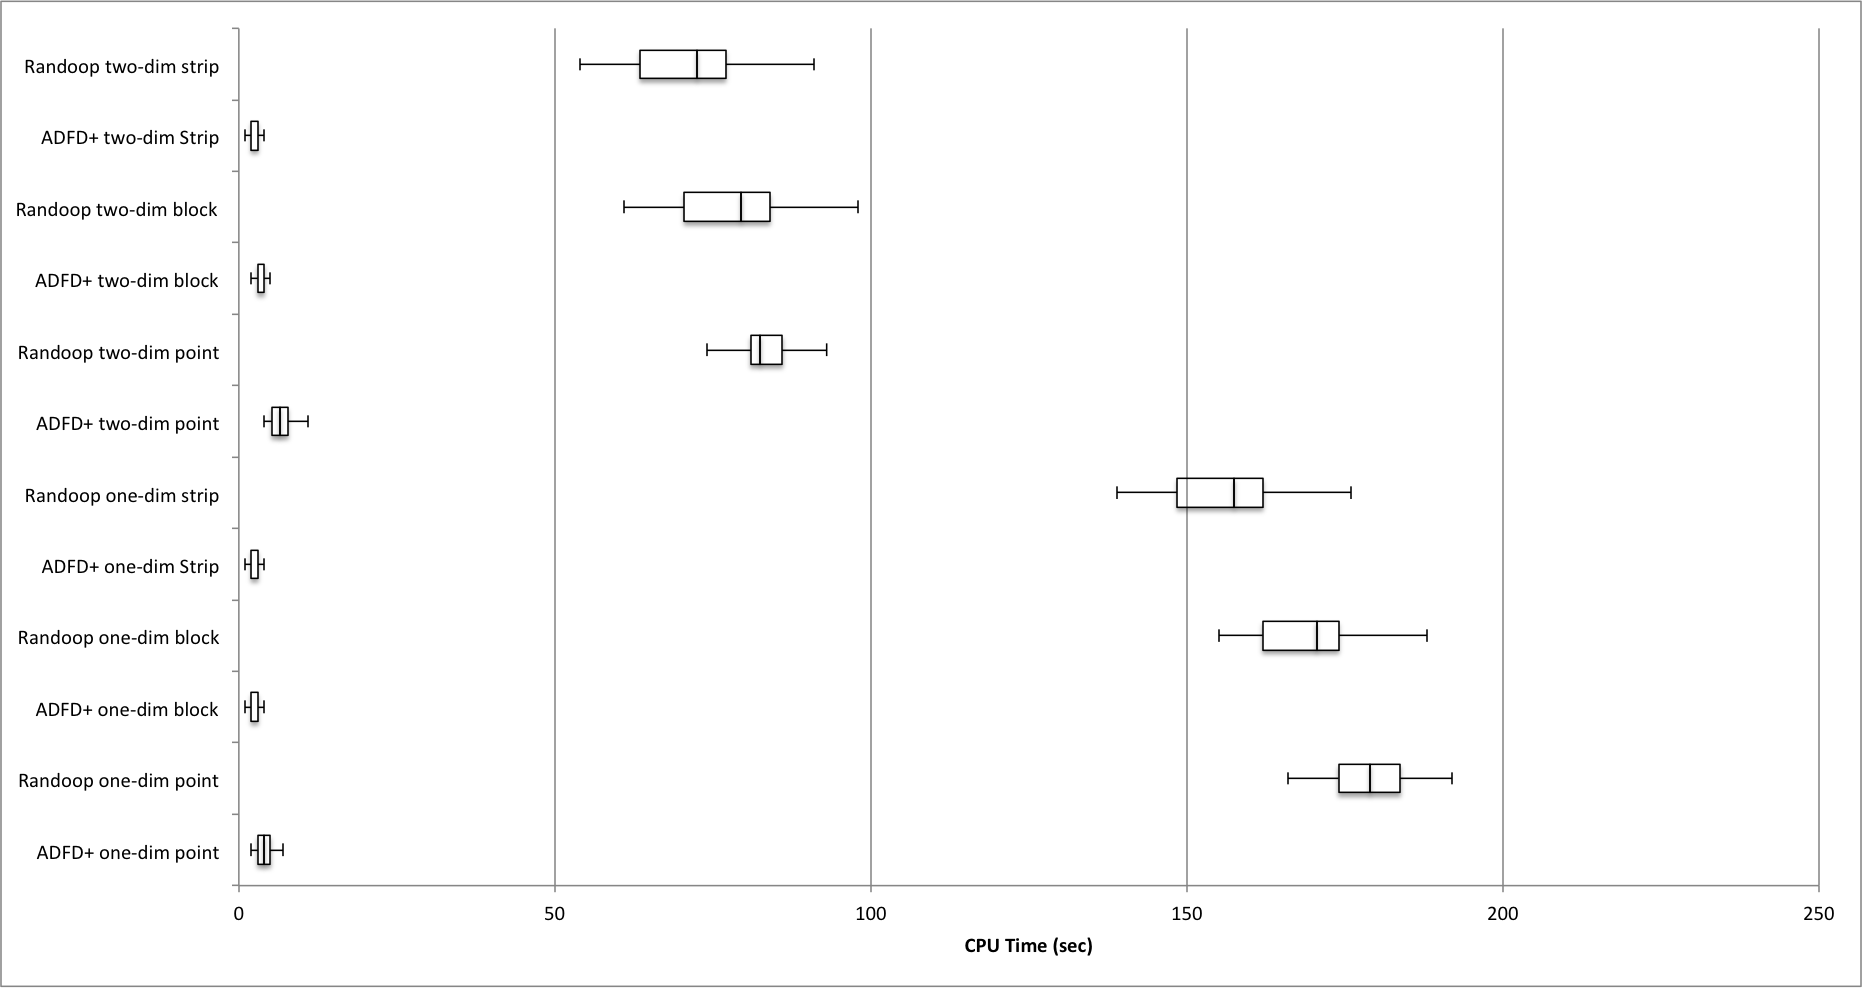 Randoop two-dim strip
ADFD+ two-dim Strip
Randoop two-dim block
ADFD+ two-dim block
Randoop two-dim point
ADFD+ two-dim point
Randoop one-dim strip
ADFD+ one-dim Strip
Randoop one-dim block
ADFD+ one-dim block
Randoop one-dim point
ADFD+ one-dim point
0 50 100 150 200 250
CPU Time (sec)